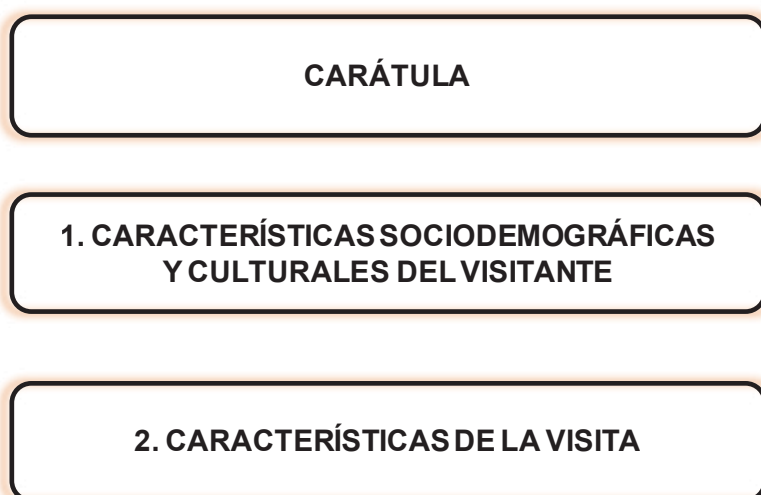 CARÁTULA
1. CARACTERÍSTICAS SOCIODEMOGRÁFICAS
Y CULTURALES DEL VISITANTE
2. CARACTERÍSTICAS DE LA VISITA